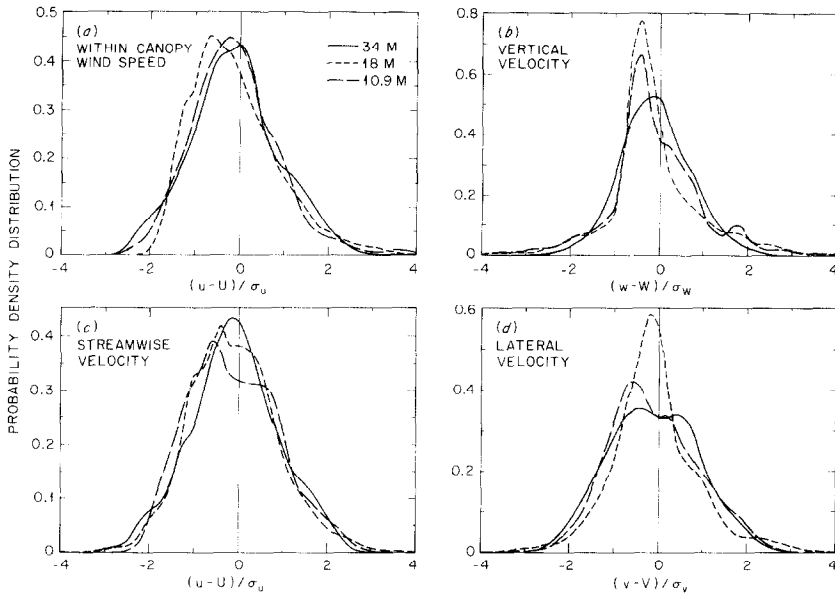 (a)
WITHIN CANOPY
WIND SPEED
34 M
18 M
10.9 M
0.5
0.4
0.3
0.2
0.1
0
-4
-2
0
2
4
(u-U)/σu
(b)
VERTICAL
VELOCITY
0.8
0.6
0.4
0.2
0
-4
-2
0
2
4
(w-W)/σW
PROBABILITY DENSITY DISTRIBUTION
(c)
STREAMWISE
VELOCITY
0.4
0.3
0.2
0.1
0
-4
-2
0
2
4
(u-U)/σu
(d)
LATERAL
VELOCITY
0.6
0.4
0.2
0
-4
-2
0
2
4
(v-V)/σv